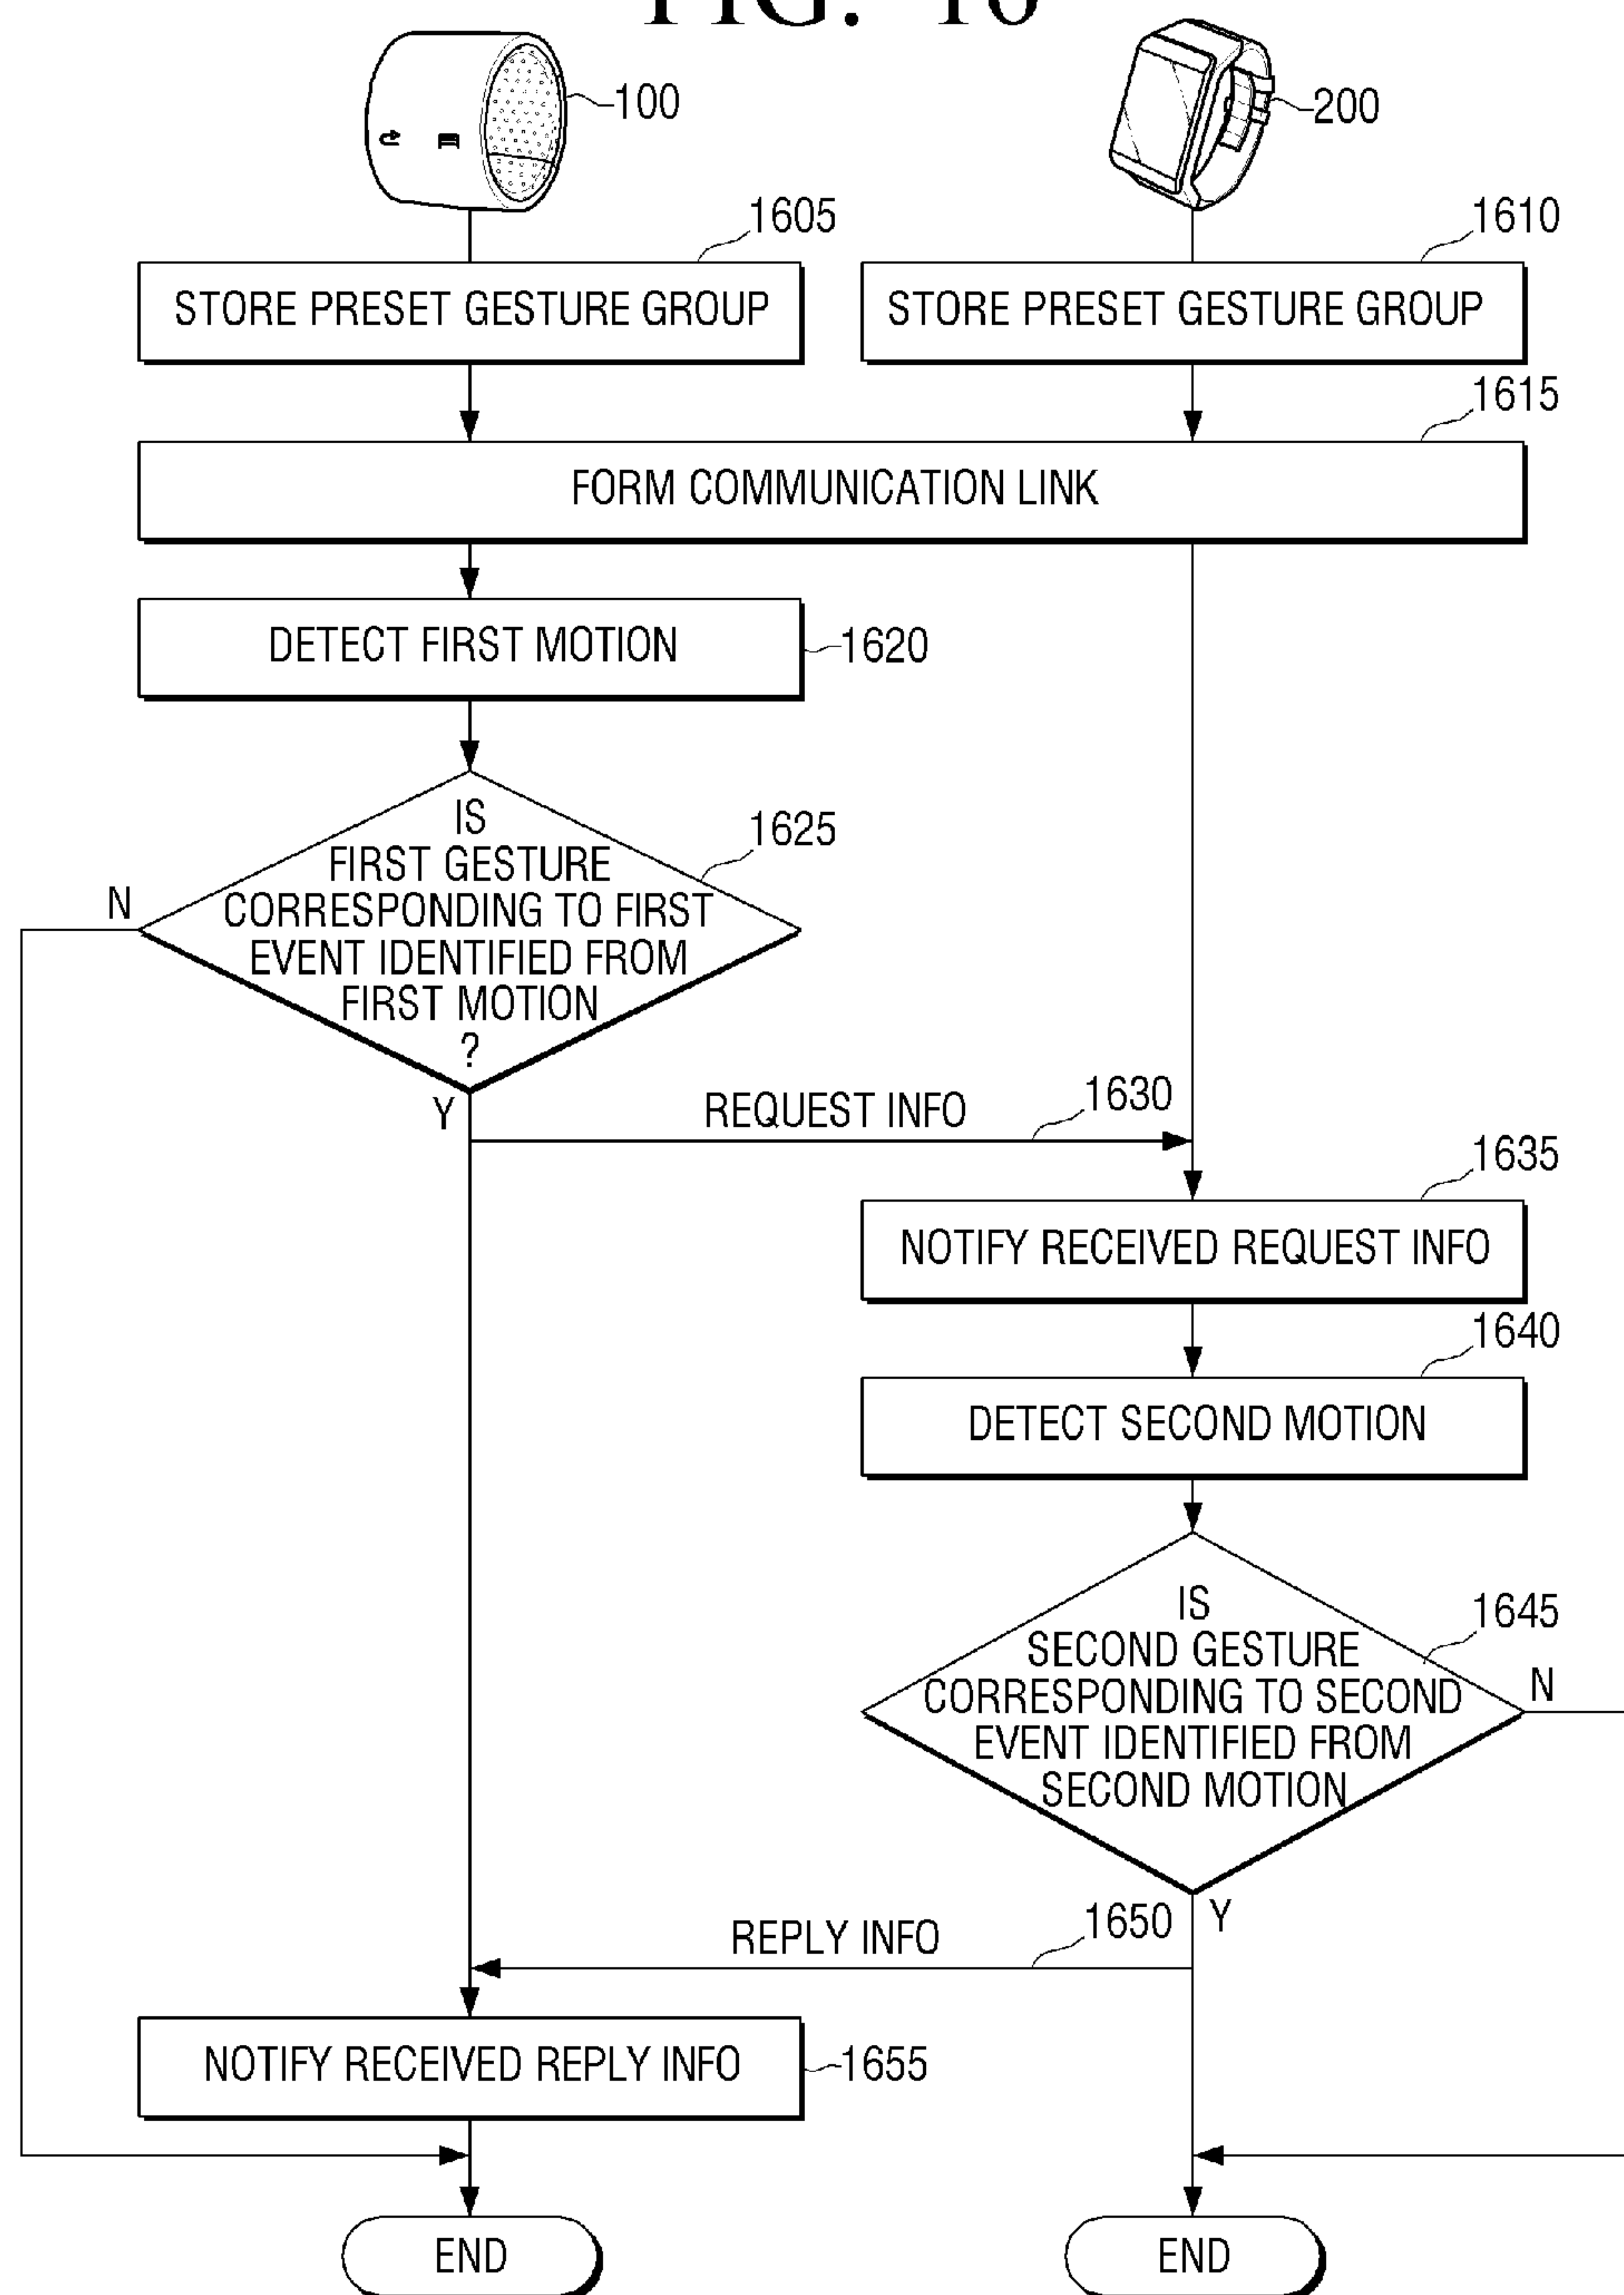 FIG. 16
100
200
1605
1610
STORE PRESET GESTURE GROUP
STORE PRESET GESTURE GROUP
1615
FORM COMMUNICATION LINK
DETECT FIRST MOTION
1620
IS
FIRST GESTURE
CORRESPONDING TO FIRST
EVENT IDENTIFIED FROM
FIRST MOTION
?
1625
N
Y
REQUEST INFO
1630
1635
NOTIFY RECEIVED REQUEST INFO
1640
DETECT SECOND MOTION
IS
SECOND GESTURE
CORRESPONDING TO SECOND
EVENT IDENTIFIED FROM
SECOND MOTION
1645
N
Y
REPLY INFO
1650
NOTIFY RECEIVED REPLY INFO
1655
END
END